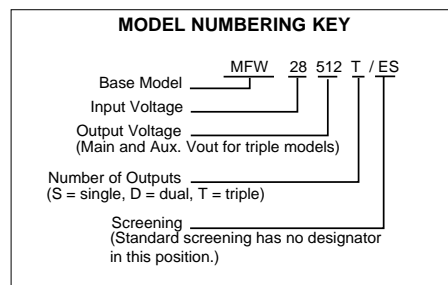 MODEL NUMBERING KEY
MFW 28 512 T / ES
Base Model
Input Voltage
Output Voltage
(Main and Aux. Vout for triple models)
Number of Outputs
(S = single, D = dual, T = triple)
Screening
(Standard screening has no designator
in this position.)